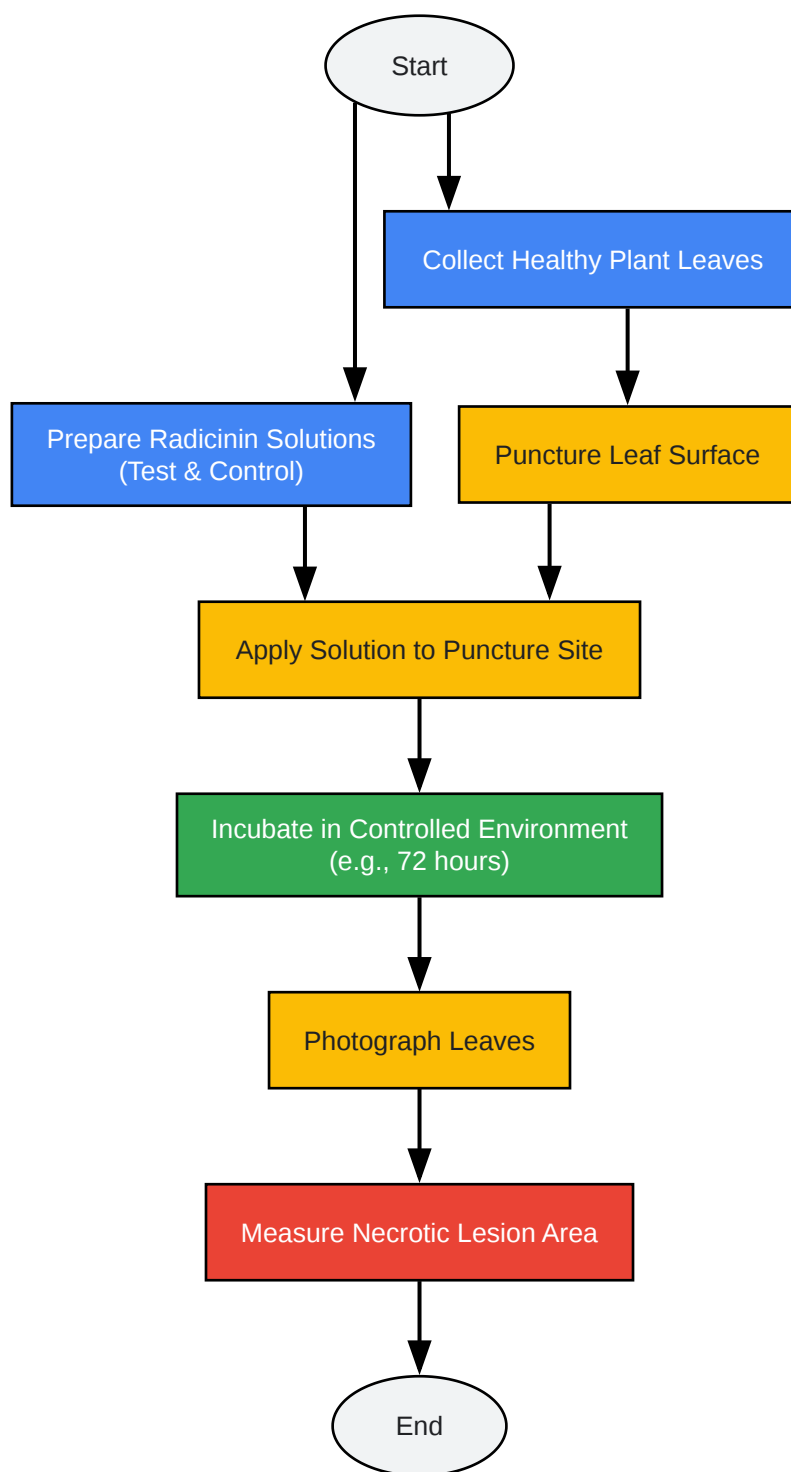 Start
Collect Healthy Plant Leaves
Prepare Radicinin Solutions
(Test & Control)
Puncture Leaf Surface
Apply Solution to Puncture Site
Incubate in Controlled Environment
(e.g., 72 hours)
Photograph Leaves
Measure Necrotic Lesion Area
End